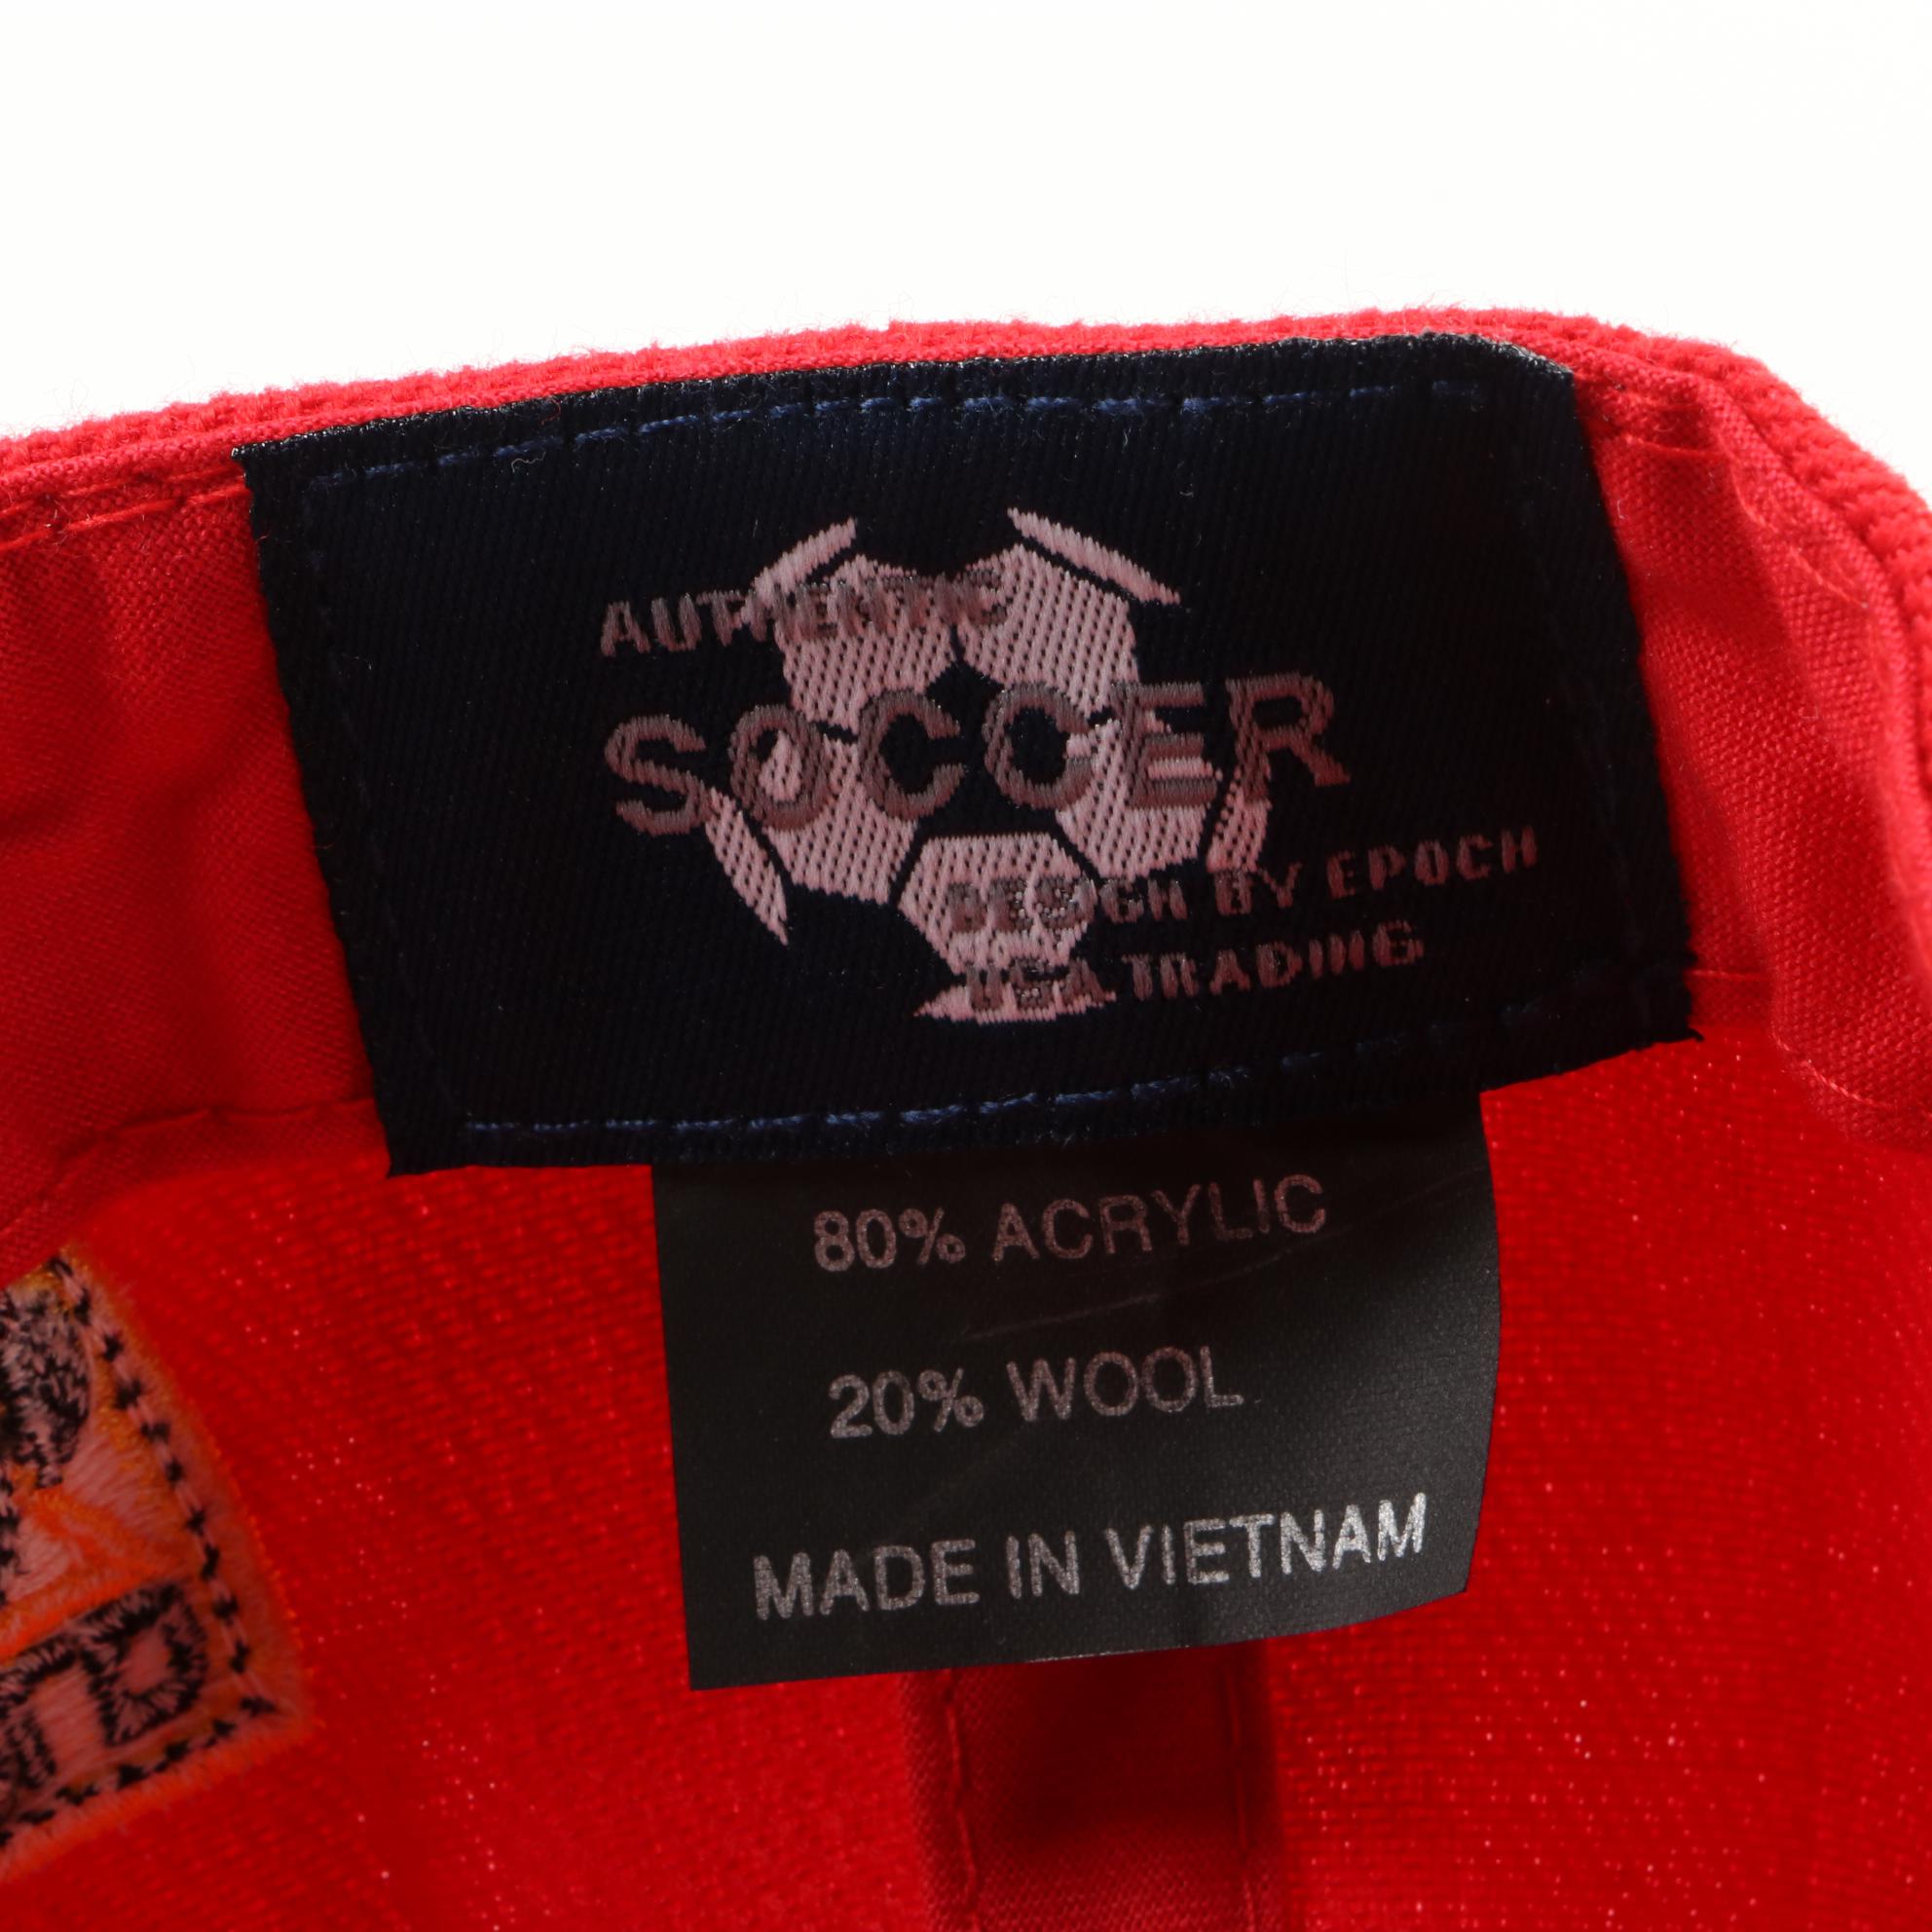 AUTHENTIC
SOCCER
DESIGN BY EPOCH
USA TRADING
80% ACRYLIC
20% WOOL
MADE IN VIETNAM